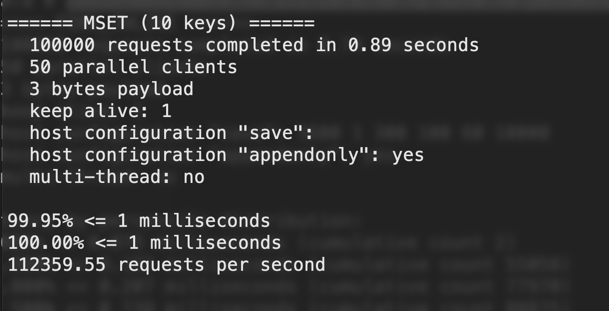 ====== MSET (10 keys) ======
100000 requests completed in 0.89 seconds
50 parallel clients
3 bytes payload
keep alive: 1
host configuration "save":
host configuration "appendonly": yes
multi-thread: no
99.95% <= 1 milliseconds
100.00% <= 1 milliseconds
112359.55 requests per second